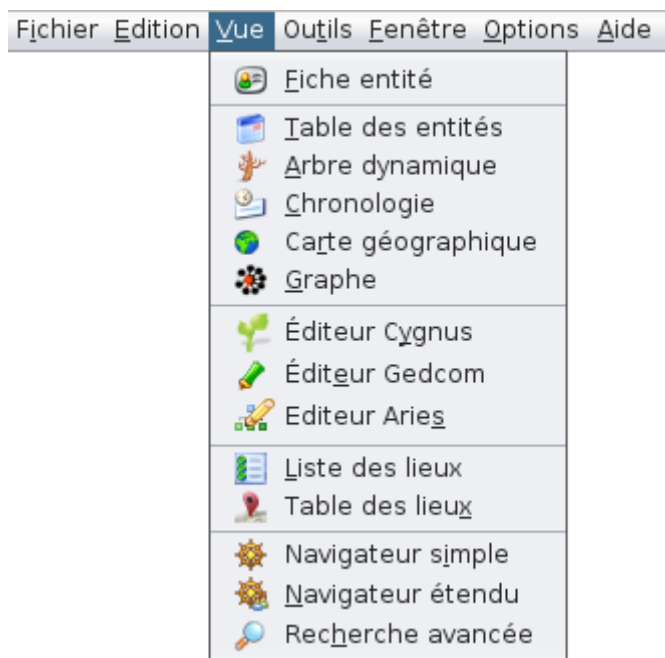 Fichier Edition Vue Outils Fenêtre Options Aide
Fiche entité
Table des entités
Arbre dynamique
Chronologie
Carte géographique
Graphe
Éditeur Cygnus
Éditeur Gedcom
Editeur Aries
Liste des lieux
Table des lieux
Navigateur simple
Navigateur étendu
Recherche avancée